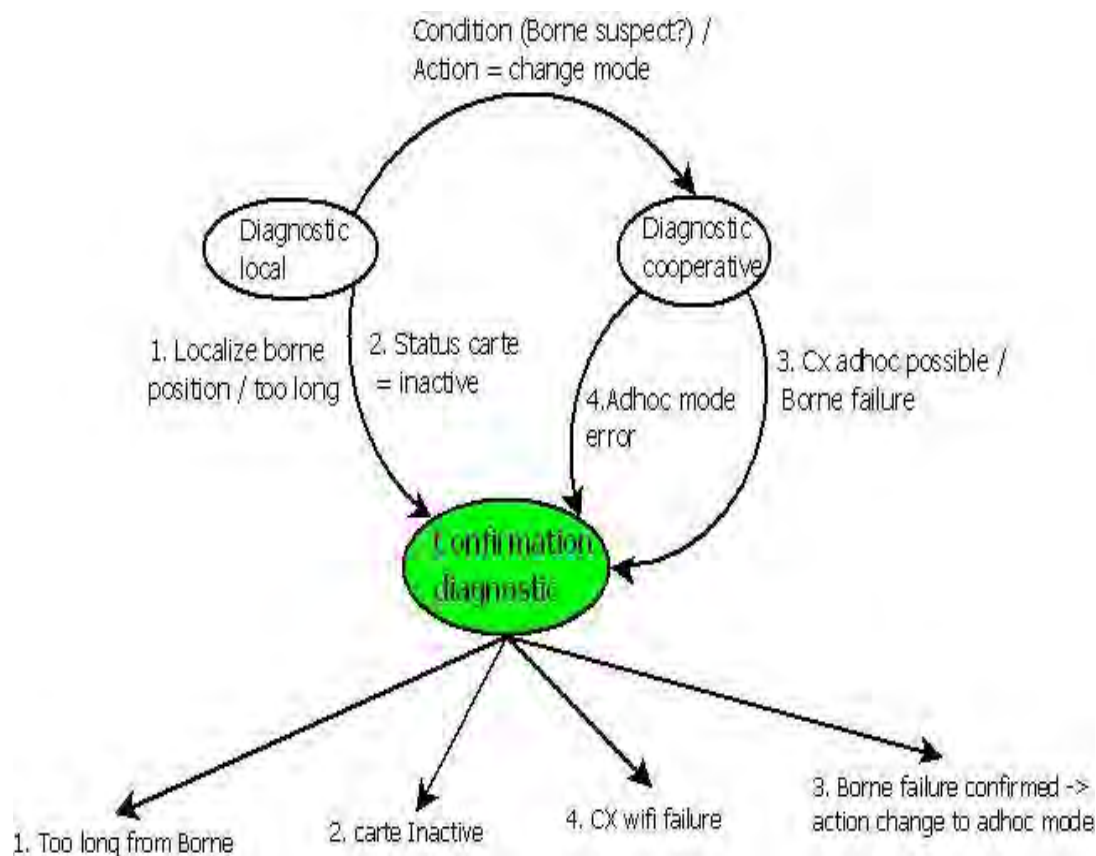 Condition (Borne suspect?) /
Action = change mode
Diagnostic
local
Diagnostic
cooperative
1. Localize borne
position / too long
2. Status carte
= inactive
4.Adhoc mode
error
3. Cx adhoc possible /
Borne failure
Confirmation
diagnostic
1. Too long from Borne
2. carte Inactive
4. CX wifi failure
3. Borne failure confirmed ->
action change to adhoc mode